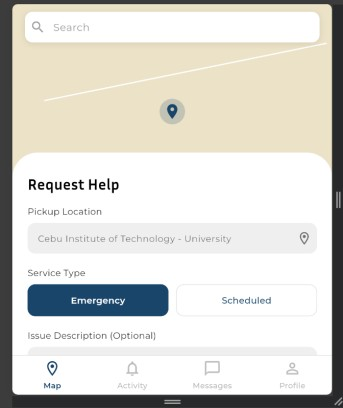 Search
Request Help
Pickup Location
Cebu Institute of Technology - University
Service Type
Emergency
Scheduled
Issue Description (Optional)
Map
Activity
Messages
Profile